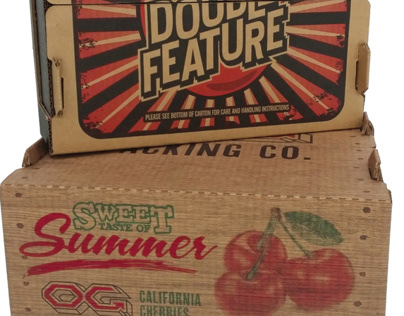 DOUBLE
FEATURE
PLEASE SEE BOTTOM OF CARTON FOR CARE AND HANDLING INSTRUCTIONS
CKING CO.
SWEET
TASTE OF
Summer
OG
CALIFORNIA
CHERRIES